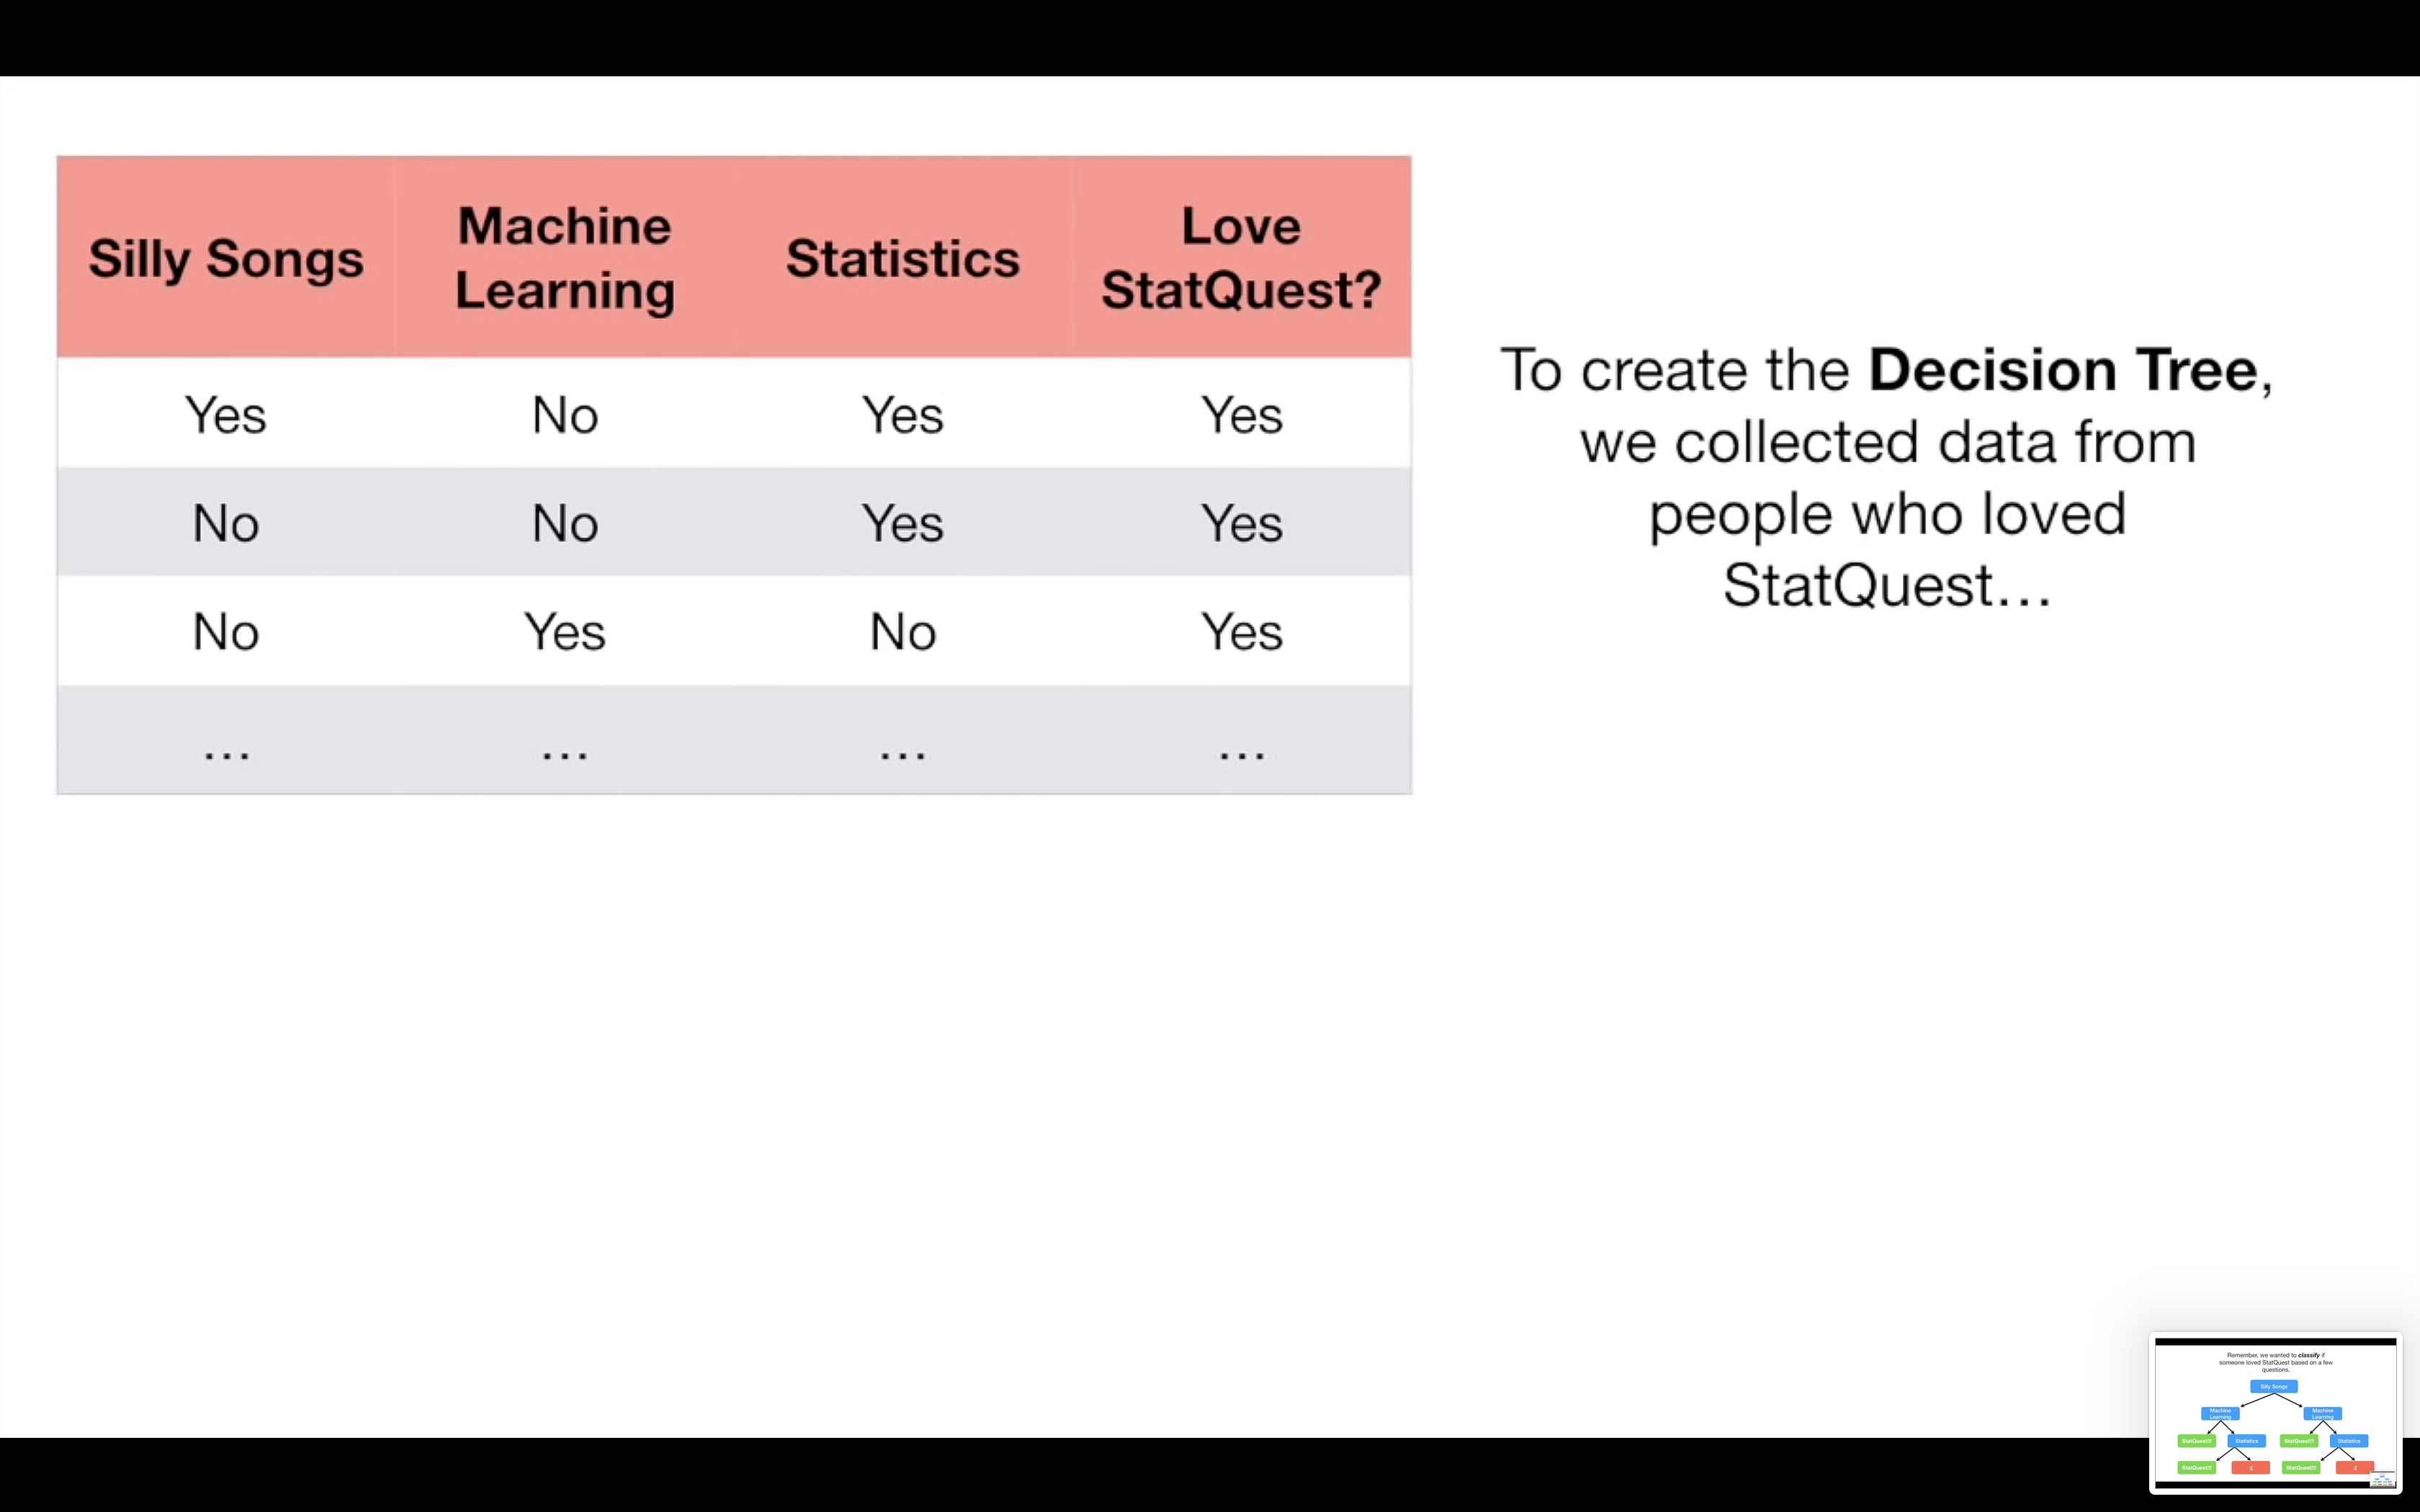 Silly Songs Machine Learning Statistics Love StatQuest?
Yes No Yes Yes
No No Yes Yes
No Yes No Yes
... ... ... ...
To create the Decision Tree,
we collected data from
people who loved
StatQuest...
Remember, we wanted to classify if
someone loved StatQuest based on a few
questions.
Silly Songs
Machine Learning Machine Learning
StatQuest!!! Statistics StatQuest!!! Statistics
StatQuest!!! :( StatQuest!!! :(